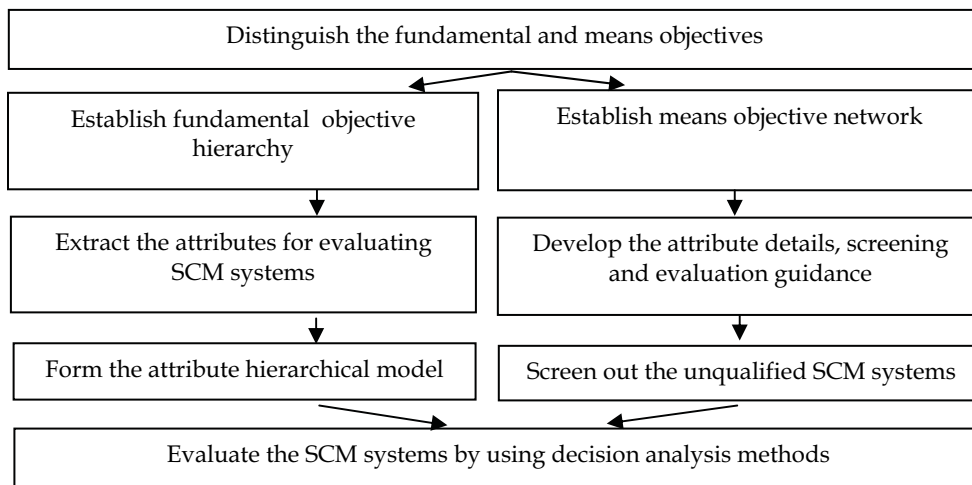 Distinguish the fundamental and means objectives
Establish fundamental objective
hierarchy
Establish means objective network
Extract the attributes for evaluating
SCM systems
Develop the attribute details, screening
and evaluation guidance
Form the attribute hierarchical model
Screen out the unqualified SCM systems
Evaluate the SCM systems by using decision analysis methods